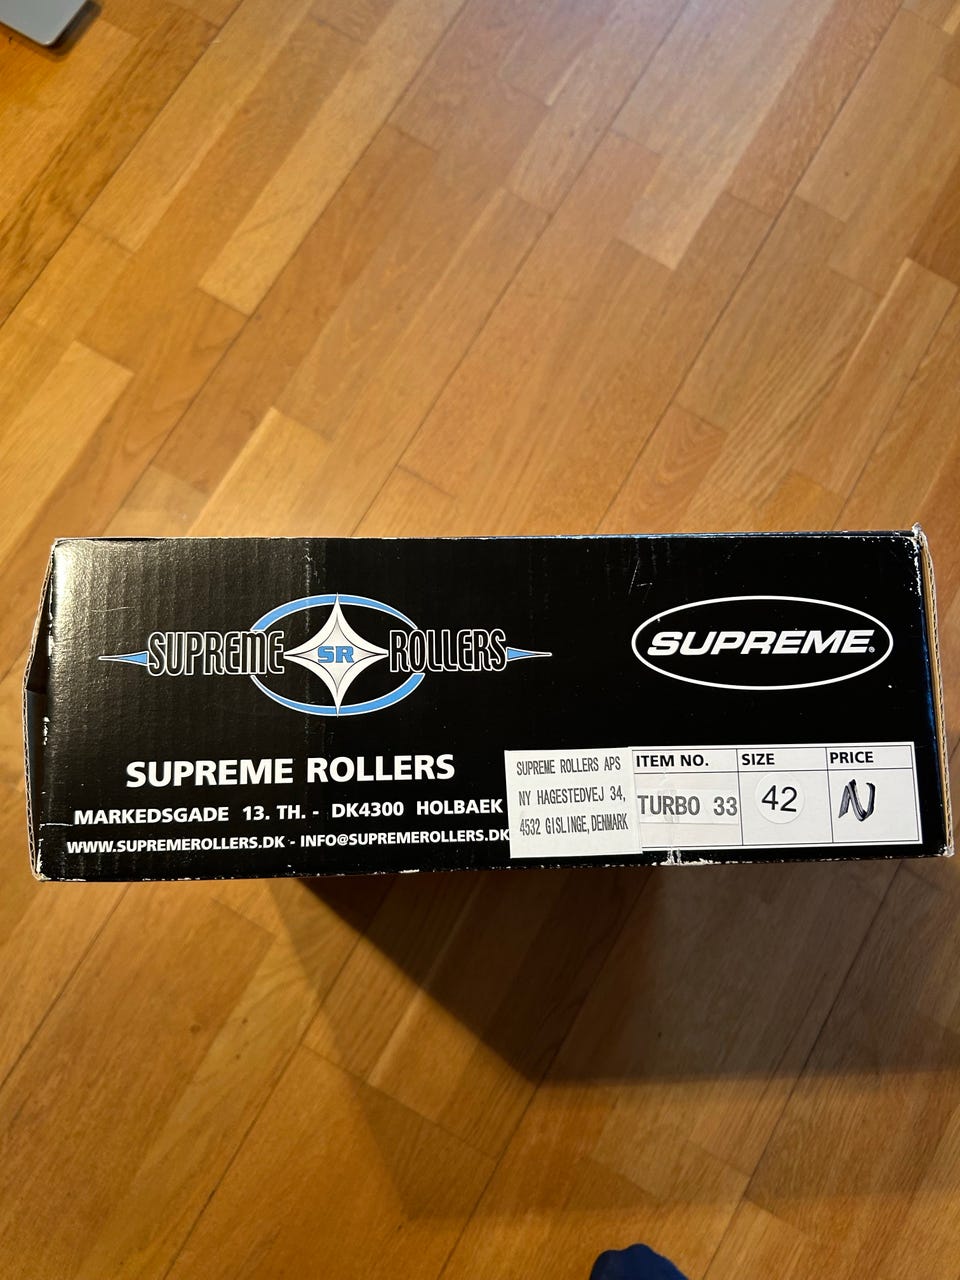 SUPREME SR ROLLERS
SUPREME®
SUPREME ROLLERS
MARKEDSGADE 13. TH. - DK4300 HOLBAEK
WWW.SUPREMEROLLERS.DK - INFO@SUPREMEROLLERS.DK
SUPREME ROLLERS APS
NY HAGESTEDVEJ 34,
4532 GISLINGE, DENMARK
ITEM NO. SIZE PRICE
TURBO 33 42 N